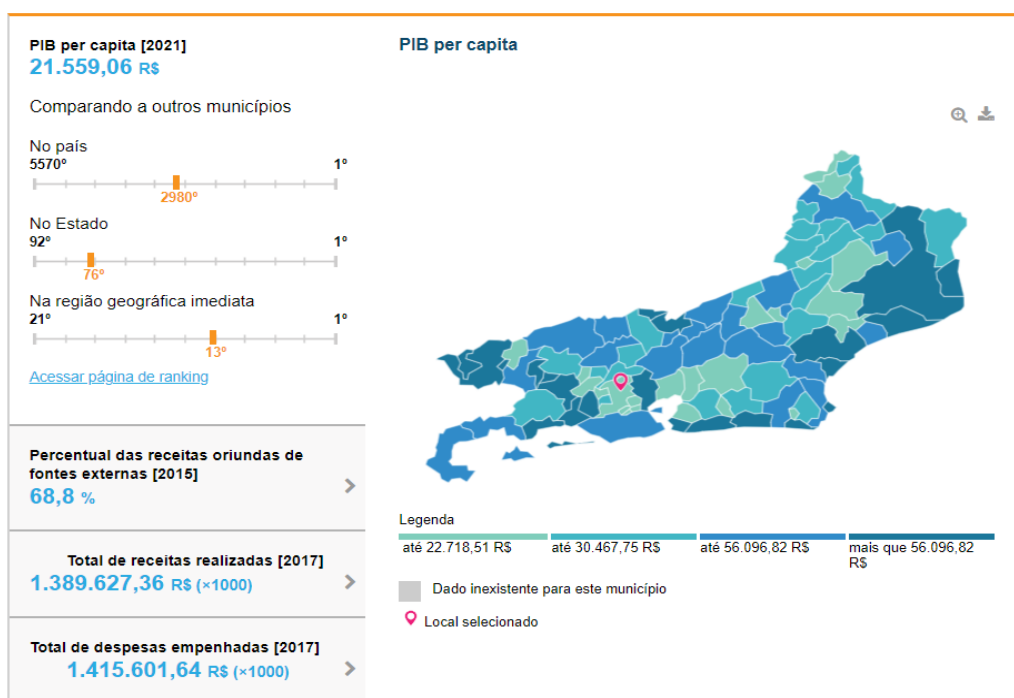 PIB per capita [2021]
21.559,06 R$
Comparando a outros municípios
No país
5570º 1º
2980º
No Estado
92º 1º
76º
Na região geográfica imediata
21º 1º
13º
Acessar página de ranking
Percentual das receitas oriundas de
fontes externas [2015]
68,8 %
Total de receitas realizadas [2017]
1.389.627,36 R$ (×1000)
Total de despesas empenhadas [2017]
1.415.601,64 R$ (×1000)
PIB per capita
Legenda
até 22.718,51 R$ até 30.467,75 R$ até 56.096,82 R$ mais que 56.096,82
R$
Dado inexistente para este município
Local selecionado